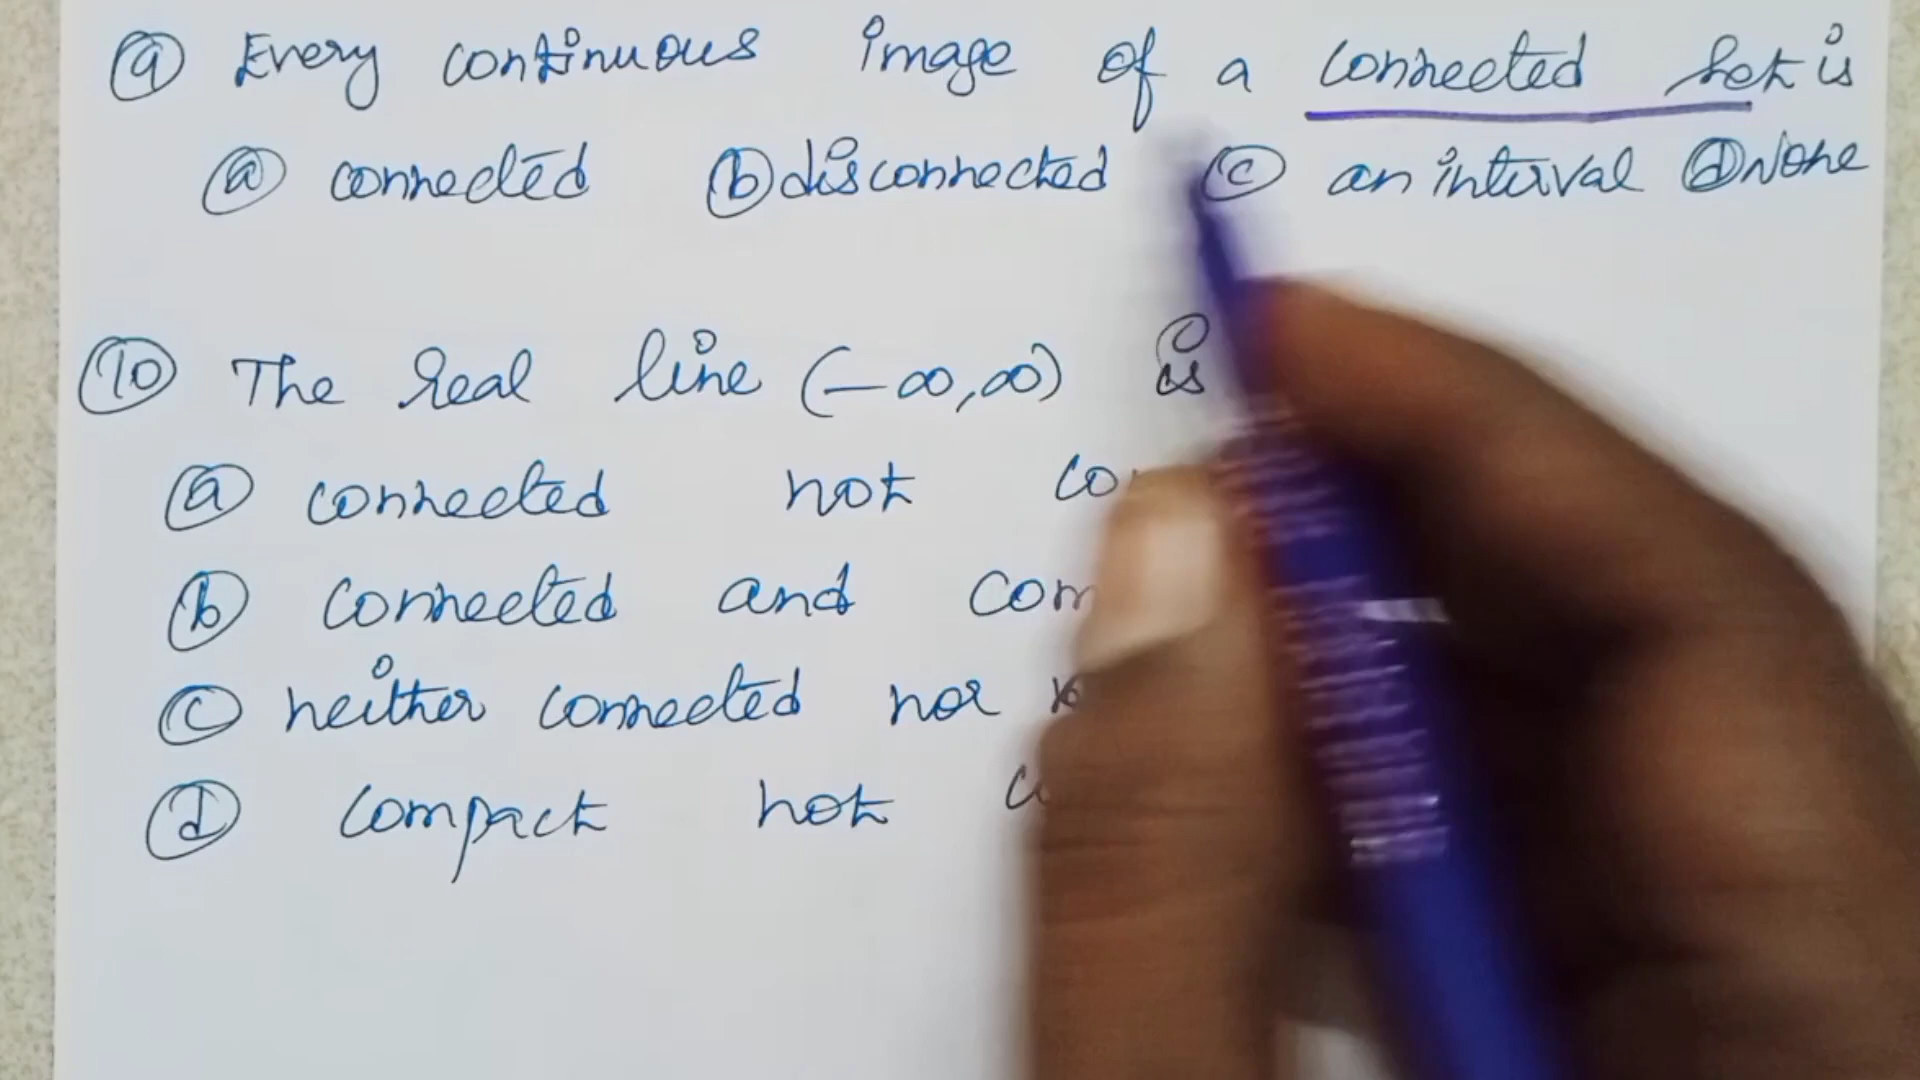 9 Every continuous image of a connected set is
a connected b disconnected c an interval d None
10 The real line (-∞,∞) is
a connected not
b connected and
c neither connected nor
d compact not